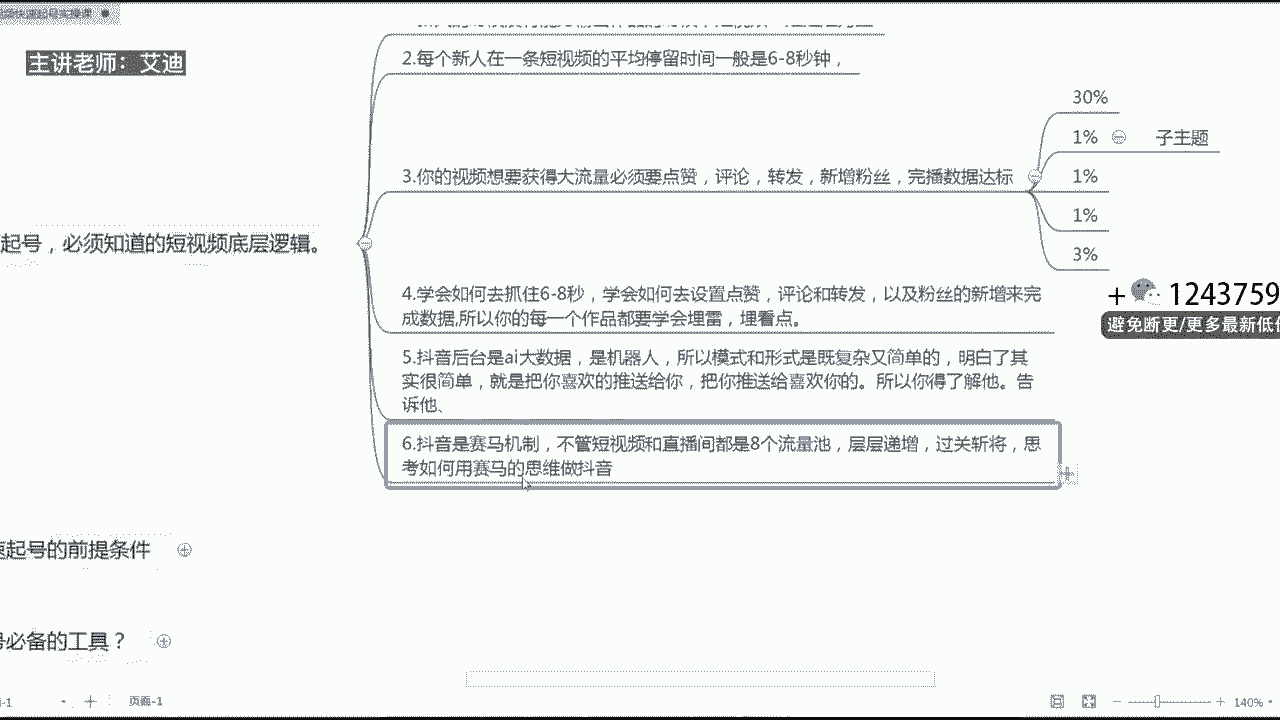 主讲老师：艾迪
2.每个新人在一条短视频的平均停留时间一般是6-8秒钟，
30%
1%
子主题
3.你的视频想要获得大流量必须要点赞，评论，转发，新增粉丝，完播数据达标
1%
1%
3%
起号，必须知道的短视频底层逻辑。
4.学会如何去抓住6-8秒，学会如何去设置点赞，评论和转发，以及粉丝的新增来完
成数据,所以你的每一个作品都要学会埋雷，埋看点。
+ 1243759
避免断更/更多最新低
5.抖音后台是ai大数据，是机器人，所以模式和形式是既复杂又简单的，明白了其
实很简单，就是把你喜欢的推送给你，把你推送给喜欢你的。所以你得了解他。告
诉他、
6.抖音是赛马机制，不管短视频和直播间都是8个流量池，层层递增，过关斩将，思
考如何用赛马的思维做抖音
速起号的前提条件
号必备的工具？
页面-1
140%